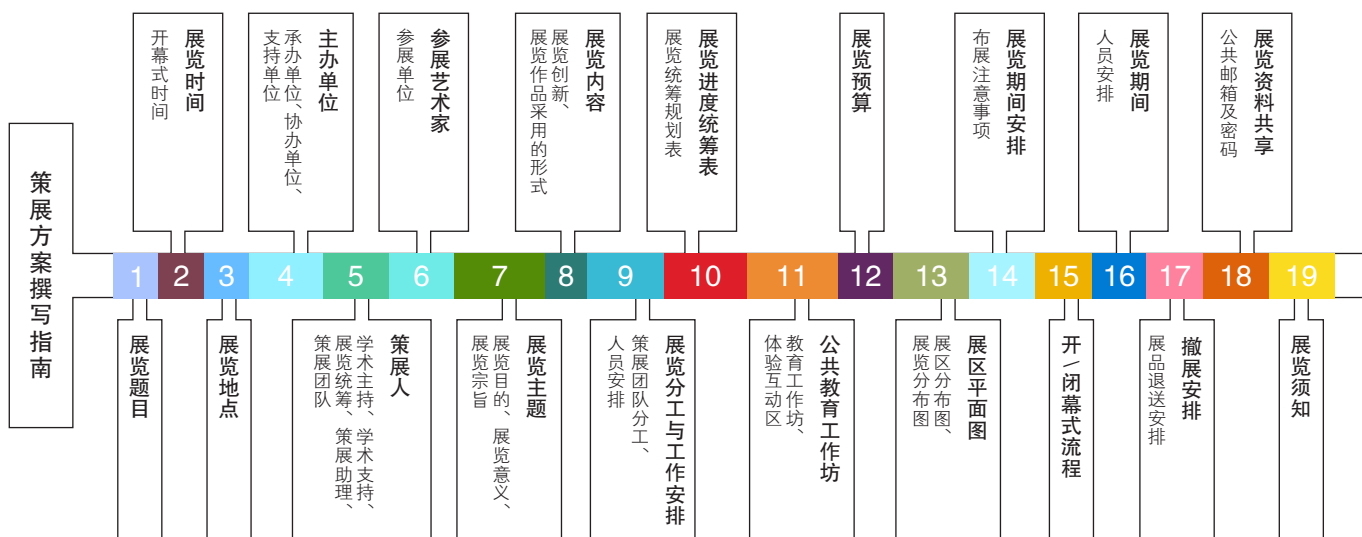 策展方案撰写指南
1
展览题目
2
展览时间
开幕式时间
3
展览地点
4
主办单位
承办单位、协办单位、
支持单位
5
策展人
学术主持、学术支持、
展览统筹、策展助理、
策展团队
6
参展艺术家
参展单位
7
展览主题
展览目的、展览意义、
展览宗旨
8
展览内容
展览创新、
展览作品采用的形式
9
展览分工与工作安排
策展团队分工、
人员安排
10
展览进度统筹表
展览统筹规划表
11
公共教育工作坊
教育工作坊、
体验互动区
12
展览预算
13
展区平面图
展区分布图、
展览分布图
14
展览期间安排
布展注意事项
15
开\闭幕式流程
16
展览期间
人员安排
17
撤展安排
展品退送安排
18
展览资料共享
公共邮箱及密码
19
展览须知